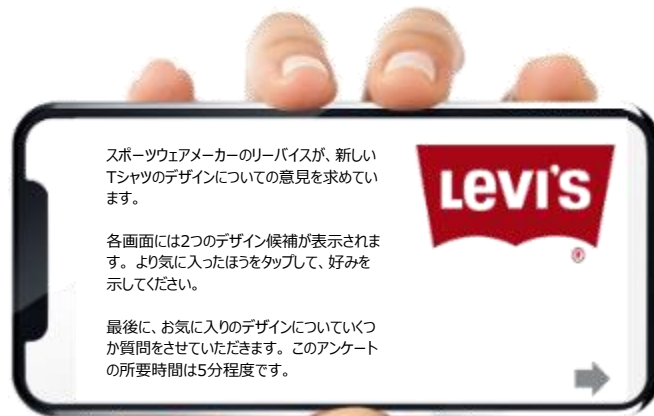 スポーツウェアメーカーのリーバイスが、新しい
Tシャツのデザインについての意見を求めてい
ます。
各画面には2つのデザイン候補が表示されま
す。より気に入ったほうをタップして、好みを
示してください。
最後に、お気に入りのデザインについていくつ
か質問をさせていただきます。このアンケート
の所要時間は5分程度です。
LEVI'S
®